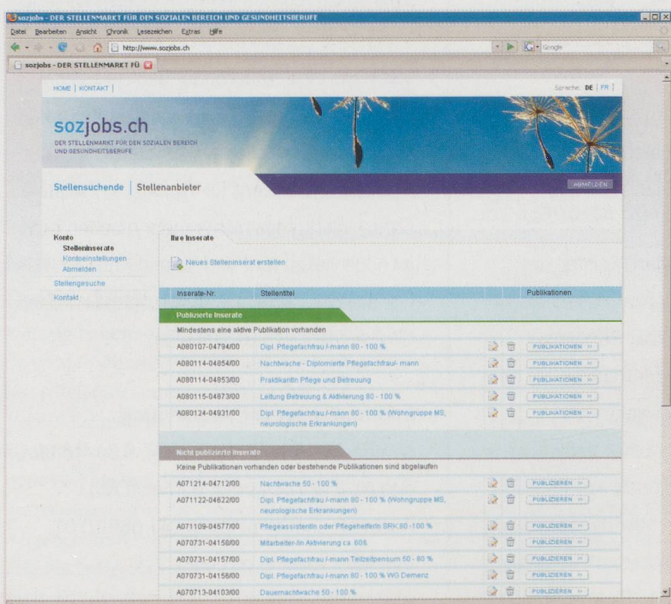 sozjobs - DER STELLENMARKT FÜR DEN SOZIALEN BEREICH UND GESUNDHEITSBERUFE
Datei Bearbeiten Ansicht Chronik Lesezeichen Extras Hilfe
http://www.sozjobs.ch
Google
sozjobs - DER STELLENMARKT FÜ
HOME | KONTAKT |
Sprache: DE [ FR ]
sozjobs.ch
DER STELLENMARKT FÜR DEN SOZIALEN BEREICH
UND GESUNDHEITSBERUFE
Stellensuchende | Stellenanbieter
ABMELDEN
Konto
Stelleninserate
Kontoeinstellungen
Abmelden
Stellengesuche
Kontakt
Ihre Inserate
Neues Stelleninserat erstellen
Inserate-Nr. Stellentitel Publikationen
Publizierte Inserate
Mindestens eine aktive Publikation vorhanden
A080107-04794/00 Dipl. Pflegefachfrau /-mann 80 - 100 % PUBLIKATIONEN
A080114-04854/00 Nachtwache - Diplomierte Pflegefachfrau/- mann PUBLIKATIONEN
A080114-04853/00 Praktikantin Pflege und Betreuung PUBLIKATIONEN
A080115-04873/00 Leitung Betreuung & Aktivierung 80 - 100 % PUBLIKATIONEN
A080124-04931/00 Dipl. Pflegefachfrau /-mann 80 - 100 % (Wohngruppe MS, PUBLIKATIONEN
neurologische Erkrankungen)
Nicht publizierte Inserate
Keine Publikationen vorhanden oder bestehende Publikationen sind abgelaufen
A071214-04712/00 Nachtwache 50 - 100 % PUBLIZIEREN
A071122-04622/00 Dipl. Pflegefachfrau /-mann 80 - 100 % (Wohngruppe MS, PUBLIZIEREN
neurologische Erkrankungen)
A071109-04577/00 Pflegeassistentin oder Pflegehelferin SRK 80 -100 % PUBLIZIEREN
A070731-04158/00 Mitarbeiter/in Aktivierung ca. 60% PUBLIZIEREN
A070731-04157/00 Dipl. Pflegefachfrau /-mann Teilzeitpensum 50 - 80 % PUBLIZIEREN
A070731-04156/00 Dipl. Pflegefachfrau /-mann 80 - 100 % WG Demenz PUBLIZIEREN
A070713-04103/00 Dauernachtwache 50 - 100 % PUBLIZIEREN